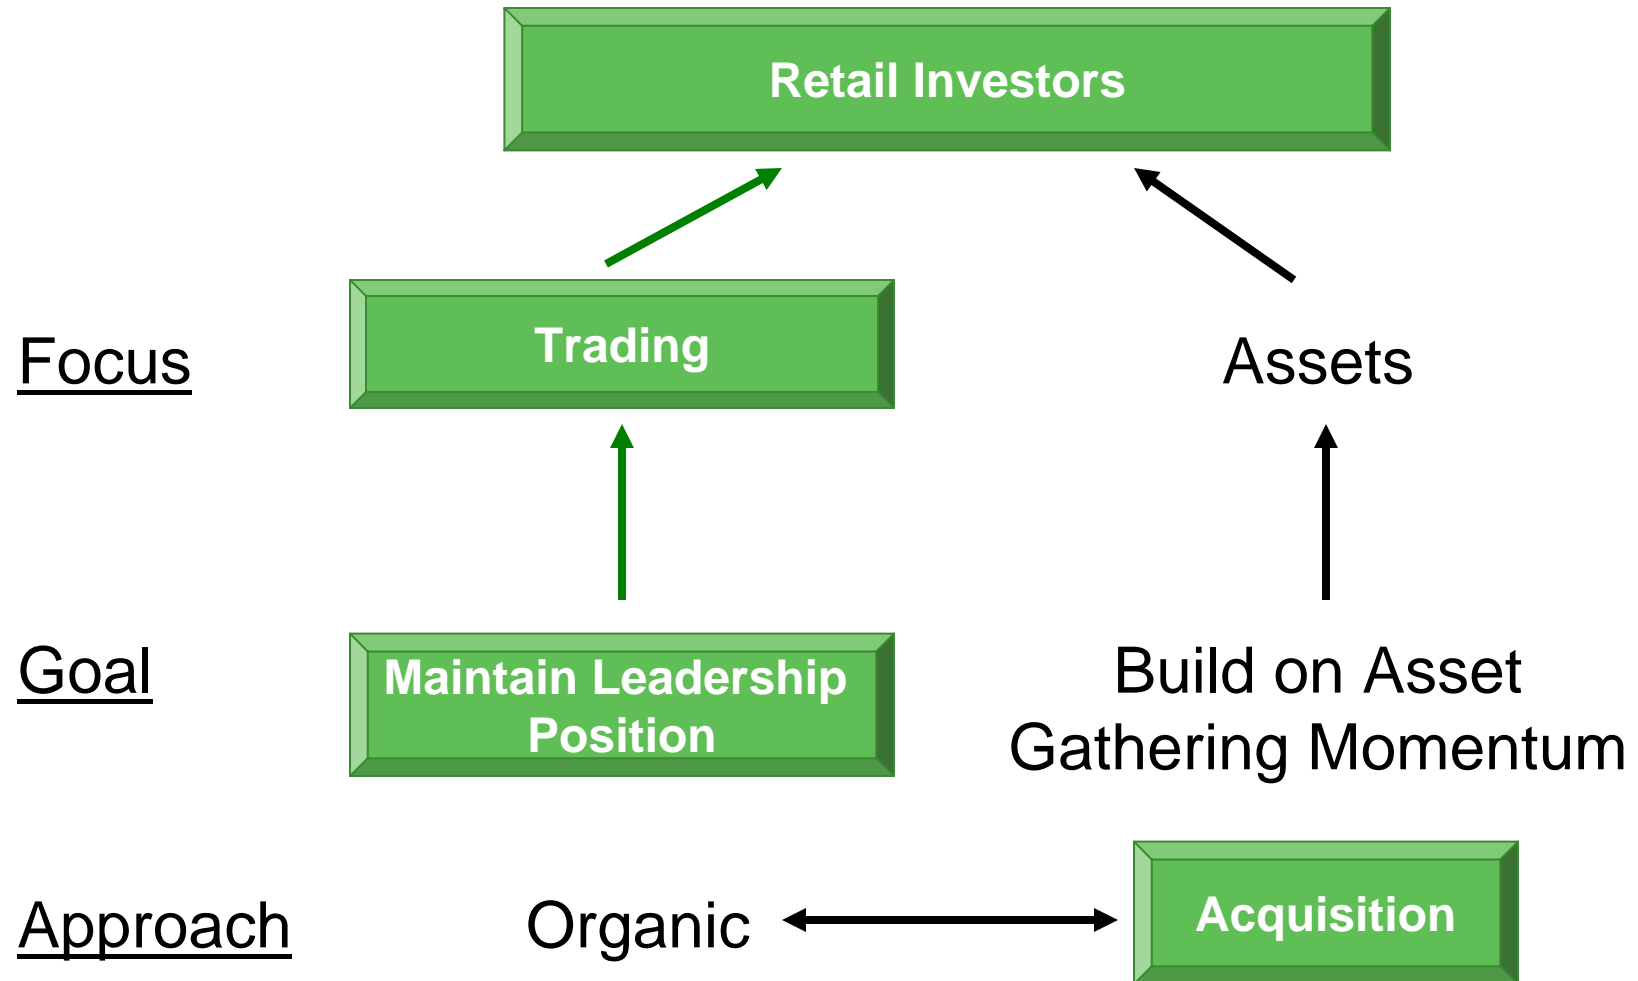 Retail Investors
Focus
Trading
Assets
Goal
Maintain Leadership
Position
Build on Asset
Gathering Momentum
Approach
Organic
Acquisition